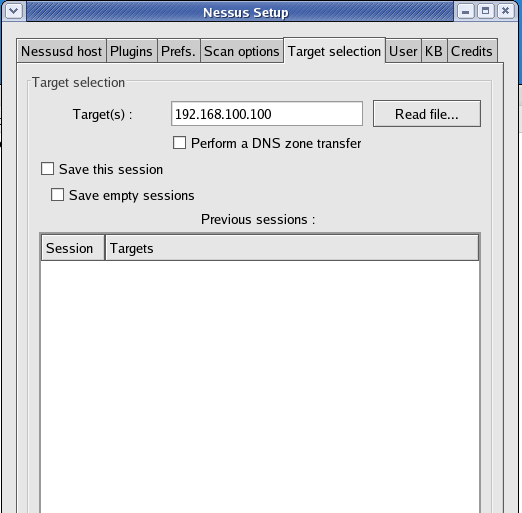 Nessus Setup
Nessusd host Plugins Prefs. Scan options Target selection User KB Credits
Target selection
Target(s) : 192.168.100.100 Read file...
Perform a DNS zone transfer
Save this session
Save empty sessions
Previous sessions :
Session Targets